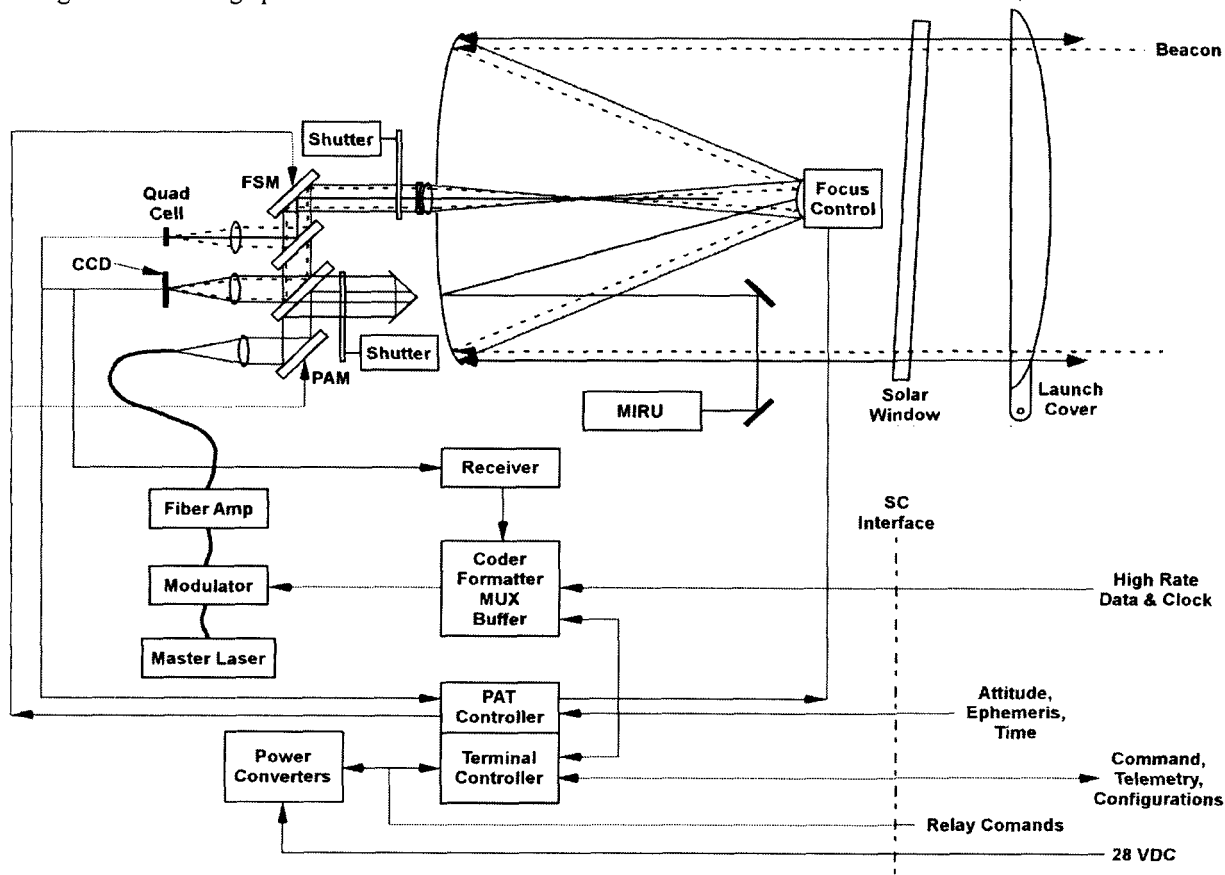 Beacon
Shutter
FSM
Quad
Cell
Focus
Control
CCD
Shutter
PAM
MIRU
Solar
Window
Launch
Cover
Receiver
SC
Interface
Fiber Amp
Coder
Formatter
MUX
Buffer
Modulator
High Rate
Data & Clock
Master Laser
PAT
Controller
Attitude,
Ephemeris,
Time
Power
Converters
Terminal
Controller
Command,
Telemetry,
Configurations
Relay Comands
28 VDC